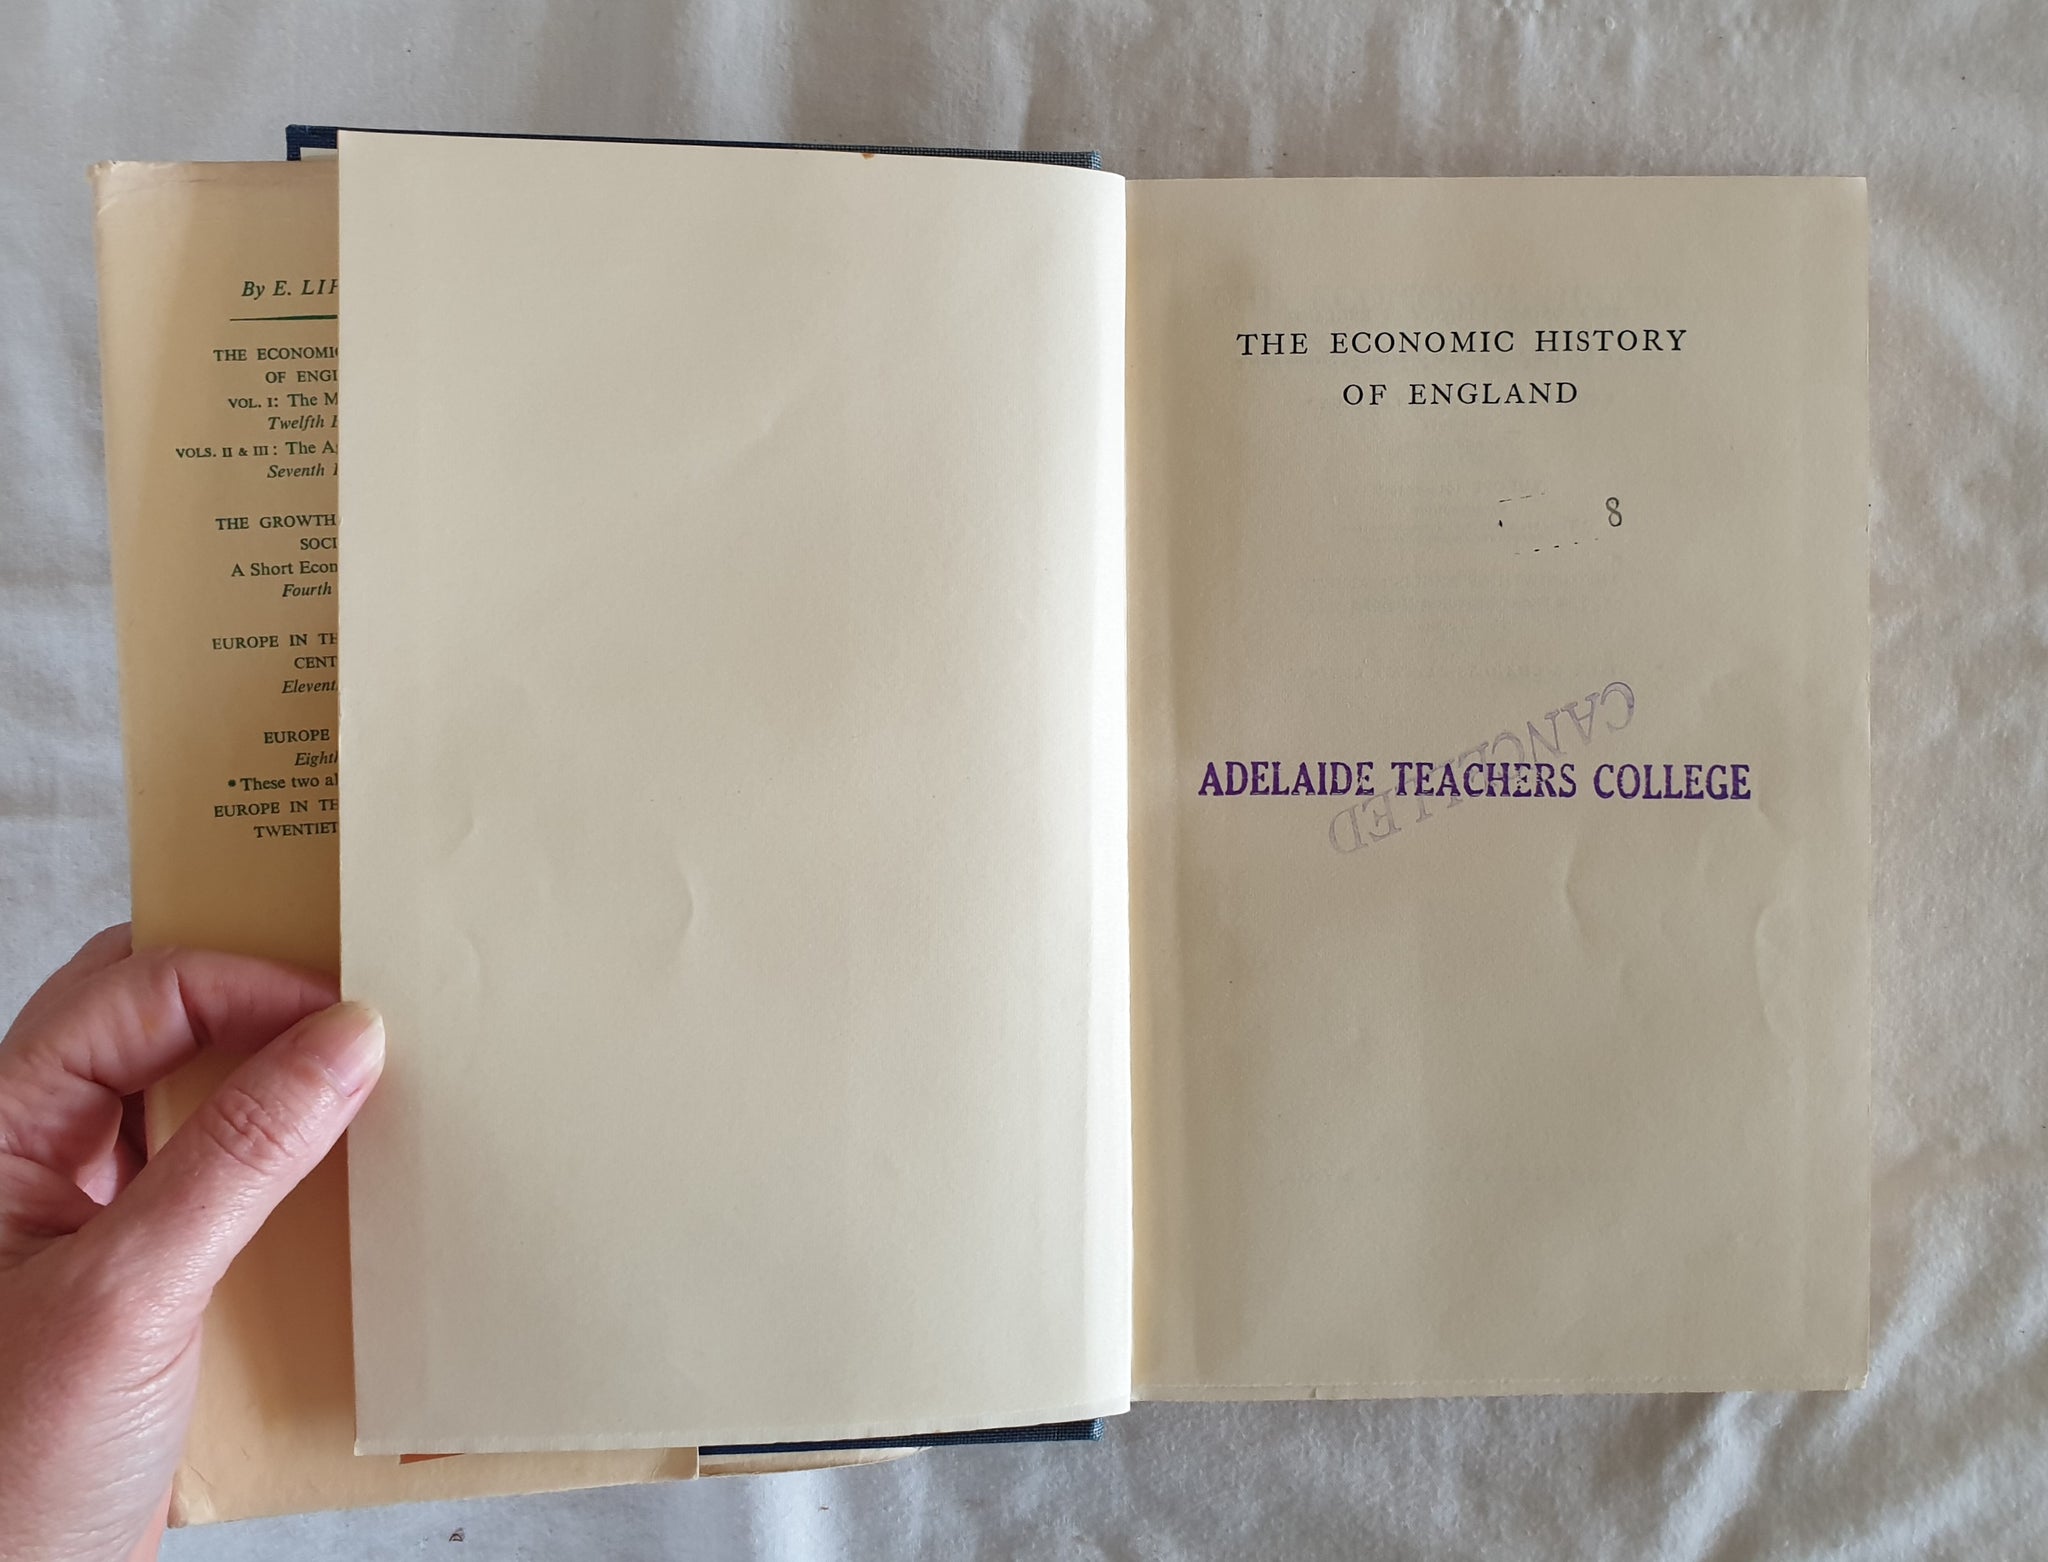 By E. LIP
THE ECONOMIC
OF ENGL
VOL. I: The M
Twelfth E
VOLS. II & III: The A
Seventh
THE GROWTH
SOCI
A Short Econ
Fourth
EUROPE IN THE
CENT
Eleventh
EUROPE
Eighth
• These two al
EUROPE IN THE
TWENTIET
THE ECONOMIC HISTORY
OF ENGLAND
8
CANCELLED
ADELAIDE TEACHERS COLLEGE